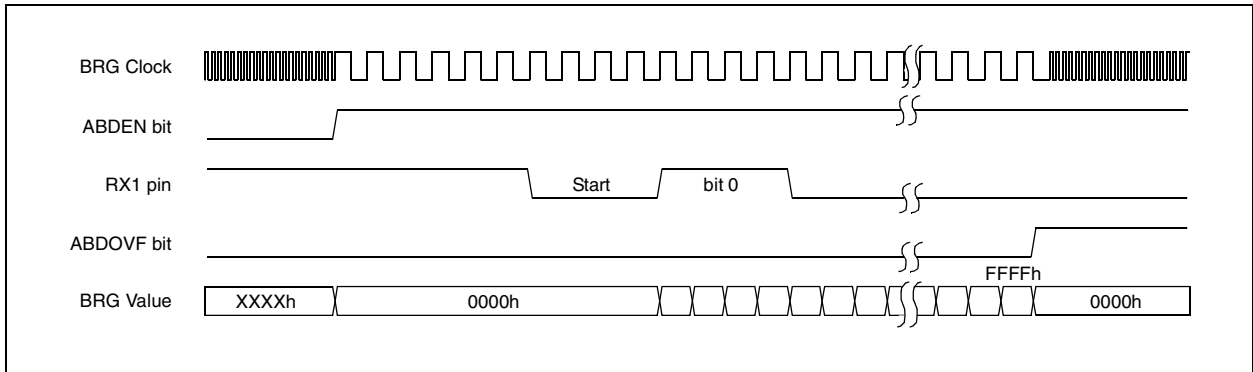 BRG Clock
ABDEN bit
RX1 pin
Start
bit 0
ABDOVF bit
FFFFh
BRG Value
XXXXh
0000h
0000h